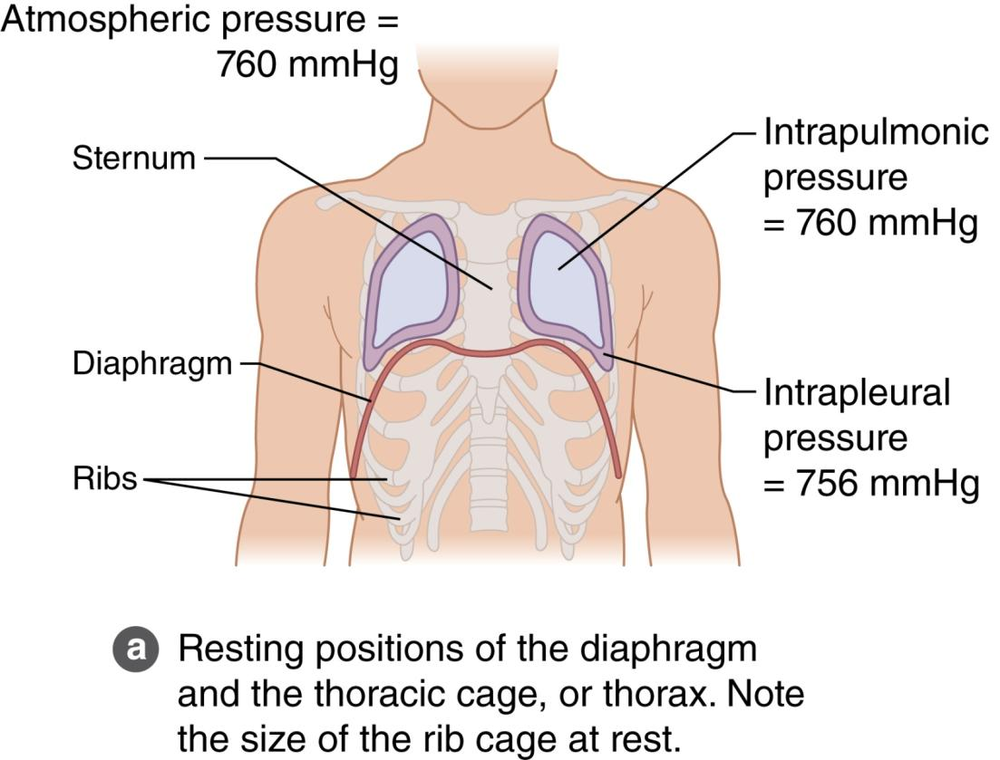 Atmospheric pressure =
760 mmHg
Sternum
Intrapulmonic
pressure
= 760 mmHg
Diaphragm
Intrapleural
pressure
= 756 mmHg
Ribs
a Resting positions of the diaphragm
and the thoracic cage, or thorax. Note
the size of the rib cage at rest.